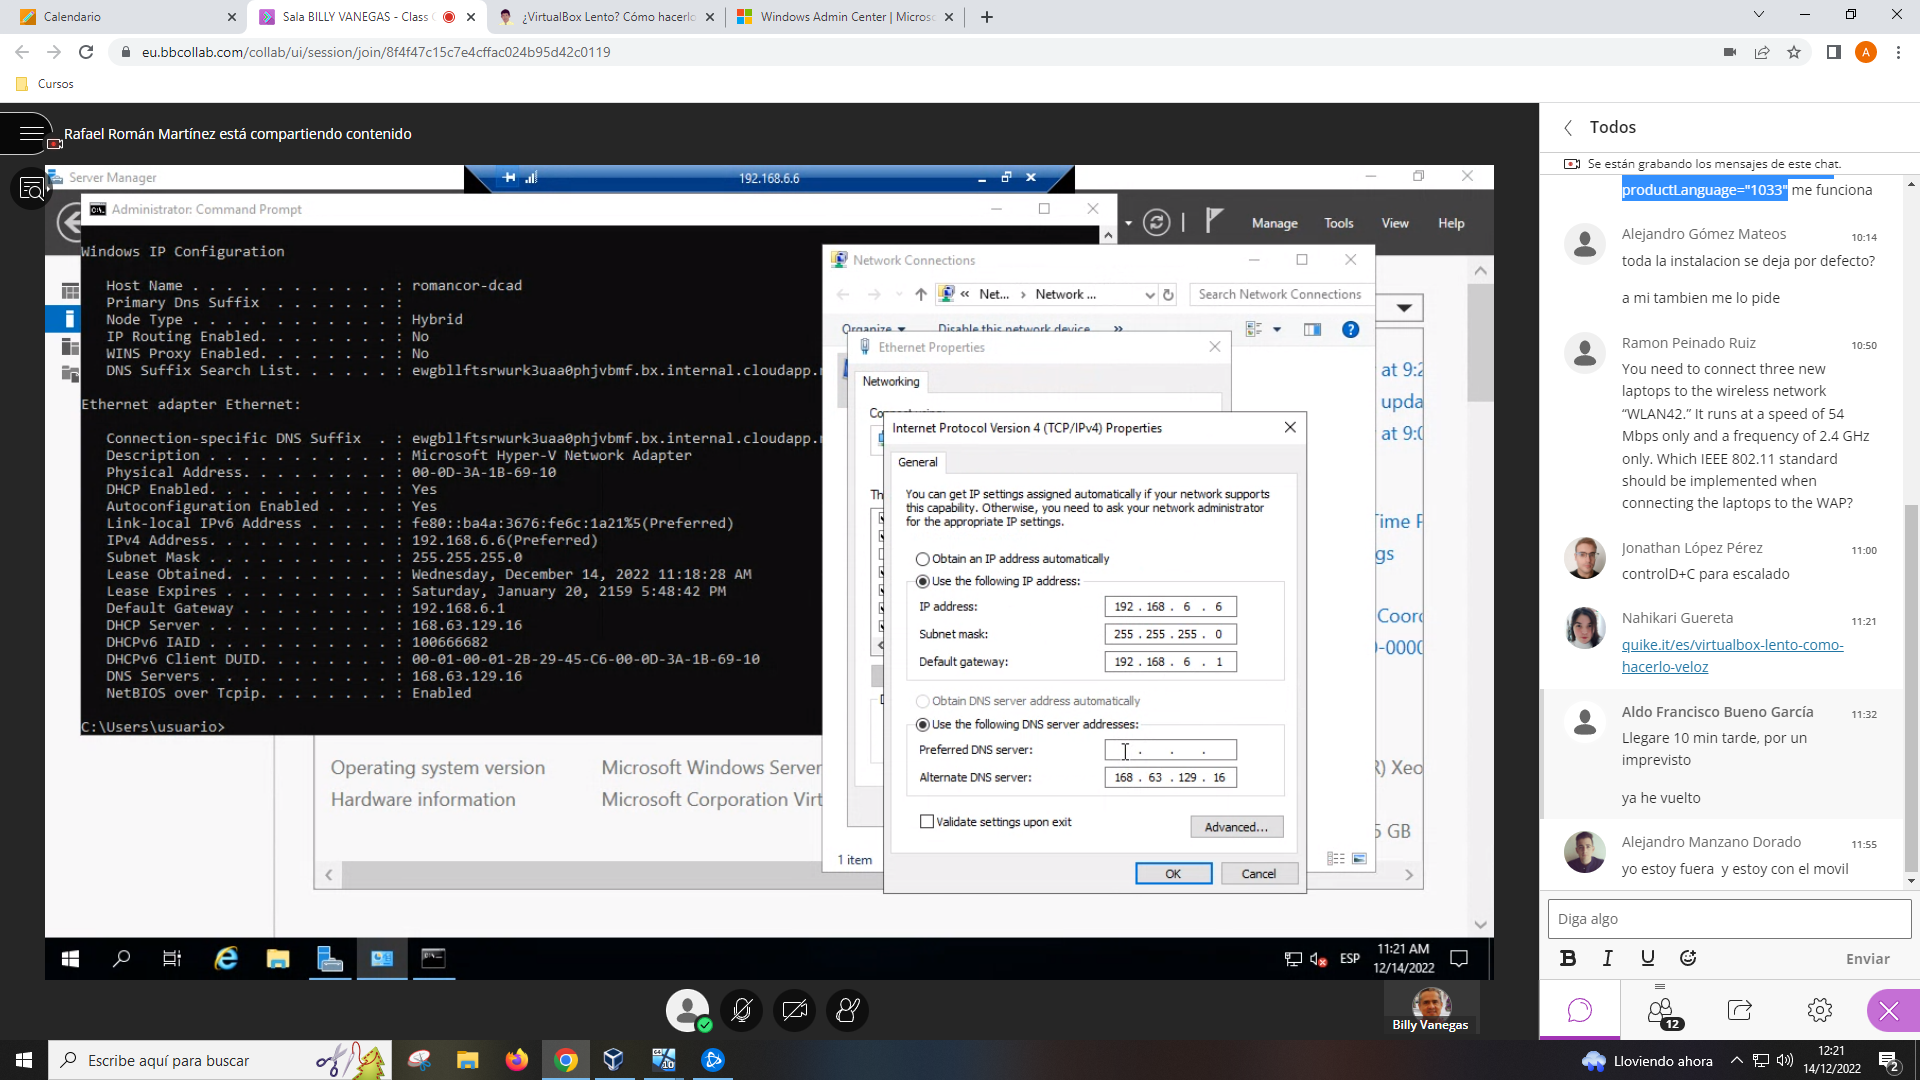 Calendario
Sala BILLY VANEGAS - Class
¿VirtualBox Lento? Cómo hacerlo
Windows Admin Center | Micros
eu.bbcollab.com/collab/ui/session/join/8f4f47c15c7e4cffac024b95d42c0119
A
Cursos
Rafael Román Martínez está compartiendo contenido
Server Manager
192.168.6.6
Administrator: Command Prompt
Manage Tools View Help
Windows IP Configuration
Host Name . . . . . . . . . . . . : romancor-dcad
Primary Dns Suffix . . . . . . . :
Node Type . . . . . . . . . . . . : Hybrid
IP Routing Enabled. . . . . . . . : No
WINS Proxy Enabled. . . . . . . . : No
DNS Suffix Search List. . . . . . : ewgbllftsrwurk3uaa0phjvbmf.bx.internal.cloudapp.
Ethernet adapter Ethernet:
Connection-specific DNS Suffix . : ewgbllftsrwurk3uaa0phjvbmf.bx.internal.cloudapp.
Description . . . . . . . . . . . : Microsoft Hyper-V Network Adapter
Physical Address. . . . . . . . . : 00-0D-3A-1B-69-10
DHCP Enabled. . . . . . . . . . . : Yes
Autoconfiguration Enabled . . . . : Yes
Link-local IPv6 Address . . . . . : fe80::ba4a:3676:fe6c:1a21%5(Preferred)
IPv4 Address. . . . . . . . . . . : 192.168.6.6(Preferred)
Subnet Mask . . . . . . . . . . . : 255.255.255.0
Lease Obtained. . . . . . . . . . : Wednesday, December 14, 2022 11:18:28 AM
Lease Expires . . . . . . . . . . : Saturday, January 20, 2159 5:48:42 PM
Default Gateway . . . . . . . . . : 192.168.6.1
DHCP Server . . . . . . . . . . . : 168.63.129.16
DHCPv6 IAID . . . . . . . . . . . : 100666682
DHCPv6 Client DUID. . . . . . . . : 00-01-00-01-2B-29-45-C6-00-0D-3A-1B-69-10
DNS Servers . . . . . . . . . . . : 168.63.129.16
NetBIOS over Tcpip. . . . . . . . : Enabled
C:\Users\usuario>
Operating system version Microsoft Windows Server
Hardware information Microsoft Corporation Virt
Network Connections
« Net... › Network ...
Search Network Connections
Organize Disable this network device »
Ethernet Properties
Networking
Internet Protocol Version 4 (TCP/IPv4) Properties
General
You can get IP settings assigned automatically if your network supports
this capability. Otherwise, you need to ask your network administrator
for the appropriate IP settings.
Obtain an IP address automatically
Use the following IP address:
IP address: 192 . 168 . 6 . 6
Subnet mask: 255 . 255 . 255 . 0
Default gateway: 192 . 168 . 6 . 1
Obtain DNS server address automatically
Use the following DNS server addresses:
Preferred DNS server: . . .
Alternate DNS server: 168 . 63 . 129 . 16
Validate settings upon exit
Advanced...
OK Cancel
1 item
at 9:2
upda
at 9:0
Time P
gs
Coor
0-000
R) Xeo
5 GB
ESP
11:21 AM
12/14/2022
Billy Vanegas
Todos
Se están grabando los mensajes de este chat.
productLanguage="1033" me funciona
Alejandro Gómez Mateos 10:14
toda la instalacion se deja por defecto?
a mi tambien me lo pide
Ramon Peinado Ruiz 10:50
You need to connect three new
laptops to the wireless network
“WLAN42.” It runs at a speed of 54
Mbps only and a frequency of 2.4 GHz
only. Which IEEE 802.11 standard
should be implemented when
connecting the laptops to the WAP?
Jonathan López Pérez 11:00
controlD+C para escalado
Nahikari Guereta 11:21
quike.it/es/virtualbox-lento-como-
hacerlo-veloz
Aldo Francisco Bueno García 11:32
Llegare 10 min tarde, por un
imprevisto
ya he vuelto
Alejandro Manzano Dorado 11:55
yo estoy fuera y estoy con el movil
Diga algo
B I U
Enviar
12
Escribe aquí para buscar
Lloviendo ahora
12:21
14/12/2022
2